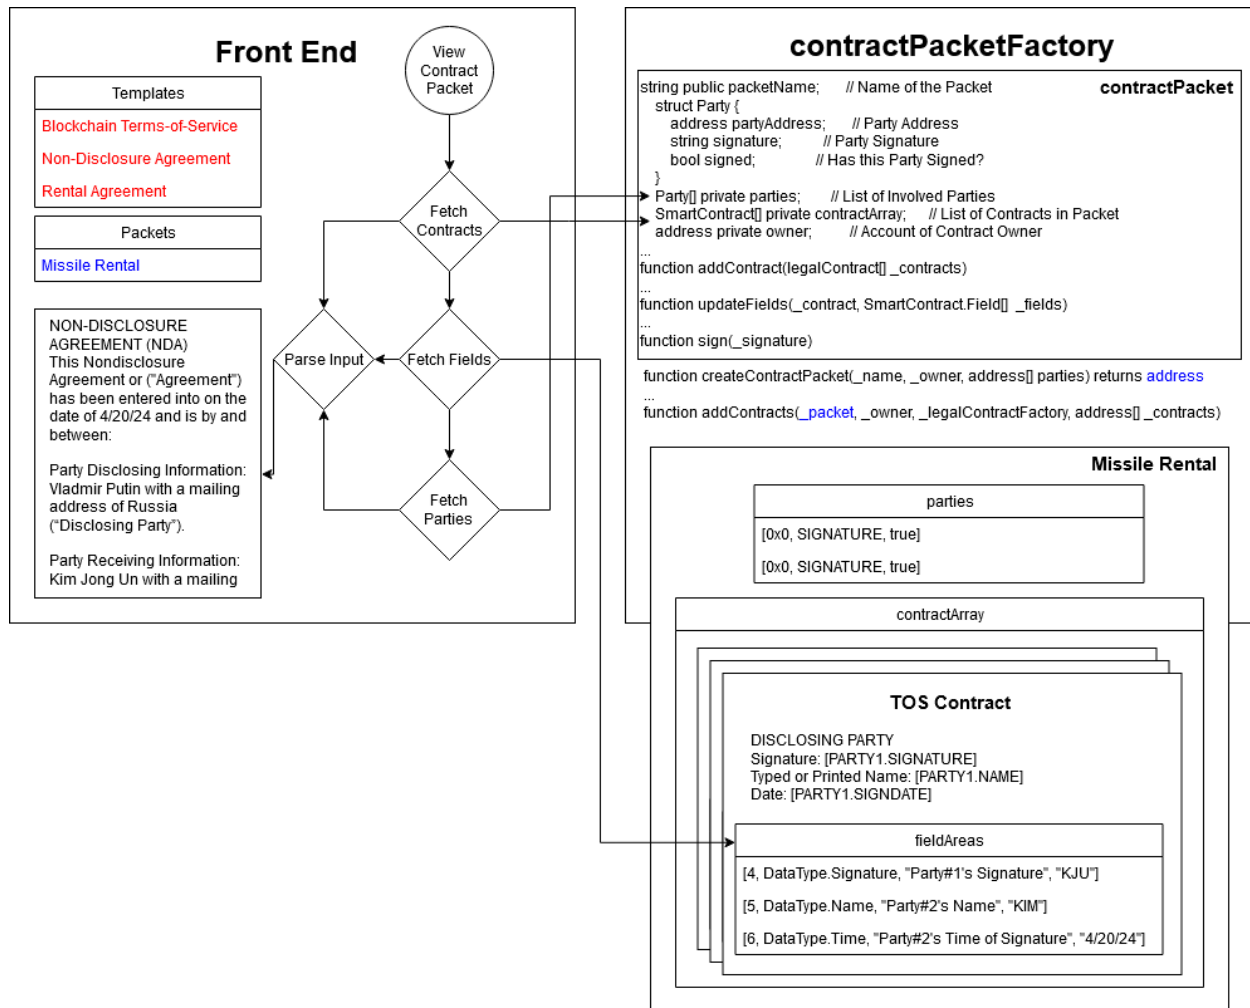 Front End
View
Contract
Packet
Templates
Blockchain Terms-of-Service
Non-Disclosure Agreement
Rental Agreement
Packets
Missile Rental
NON-DISCLOSURE
AGREEMENT (NDA)
This Nondisclosure
Agreement or ("Agreement")
has been entered into on the
date of 4/20/24 and is by and
between:
Party Disclosing Information:
Vladmir Putin with a mailing
address of Russia
(“Disclosing Party”).
Party Receiving Information:
Kim Jong Un with a mailing
Fetch
Contracts
Parse Input
Fetch Fields
Fetch
Parties
contractPacketFactory
contractPacket
string public packetName; // Name of the Packet
struct Party {
address partyAddress; // Party Address
string signature; // Party Signature
bool signed; // Has this Party Signed?
}
Party[] private parties; // List of Involved Parties
SmartContract[] private contractArray; // List of Contracts in Packet
address private owner; // Account of Contract Owner
...
function addContract(legalContract[] _contracts)
...
function updateFields(_contract, SmartContract.Field[] _fields)
...
function sign(_signature)
function createContractPacket(_name, _owner, address[] parties) returns address
...
function addContracts(_packet, _owner, _legalContractFactory, address[] _contracts)
Missile Rental
parties
[0x0, SIGNATURE, true]
[0x0, SIGNATURE, true]
contractArray
TOS Contract
DISCLOSING PARTY
Signature: [PARTY1.SIGNATURE]
Typed or Printed Name: [PARTY1.NAME]
Date: [PARTY1.SIGNDATE]
fieldAreas
[4, DataType.Signature, "Party#1's Signature", "KJU"]
[5, DataType.Name, "Party#2's Name", "KIM"]
[6, DataType.Time, "Party#2's Time of Signature", "4/20/24"]